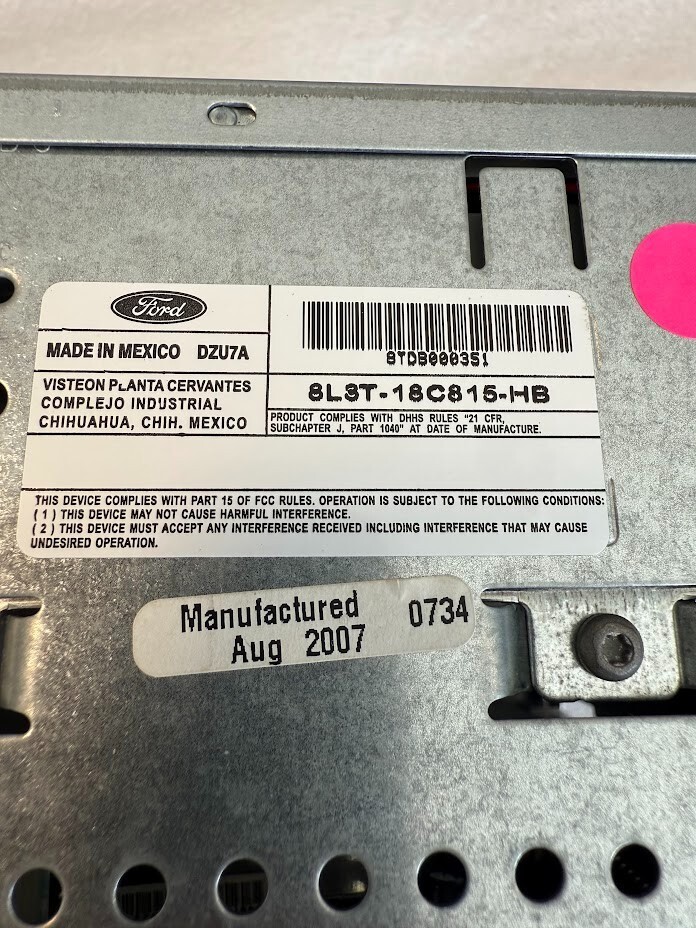 Ford
MADE IN MEXICO DZU7A
8TDB000351
VISTEON PLANTA CERVANTES
COMPLEJO INDUSTRIAL
CHIHUAHUA, CHIH. MEXICO
8L3T-18C815-HB
PRODUCT COMPLIES WITH DHHS RULES "21 CFR,
SUBCHAPTER J, PART 1040" AT DATE OF MANUFACTURE.
THIS DEVICE COMPLIES WITH PART 15 OF FCC RULES. OPERATION IS SUBJECT TO THE FOLLOWING CONDITIONS:
(1) THIS DEVICE MAY NOT CAUSE HARMFUL INTERFERENCE.
(2) THIS DEVICE MUST ACCEPT ANY INTERFERENCE RECEIVED INCLUDING INTERFERENCE THAT MAY CAUSE
UNDESIRED OPERATION.
Manufactured 0734
Aug 2007